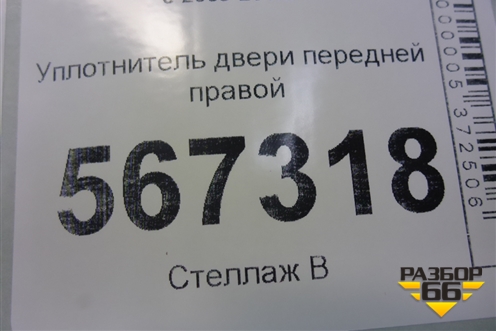 Уплотнитель двери передней
правой
567318
Стеллаж В
0000005372506
РАЗБОР
66